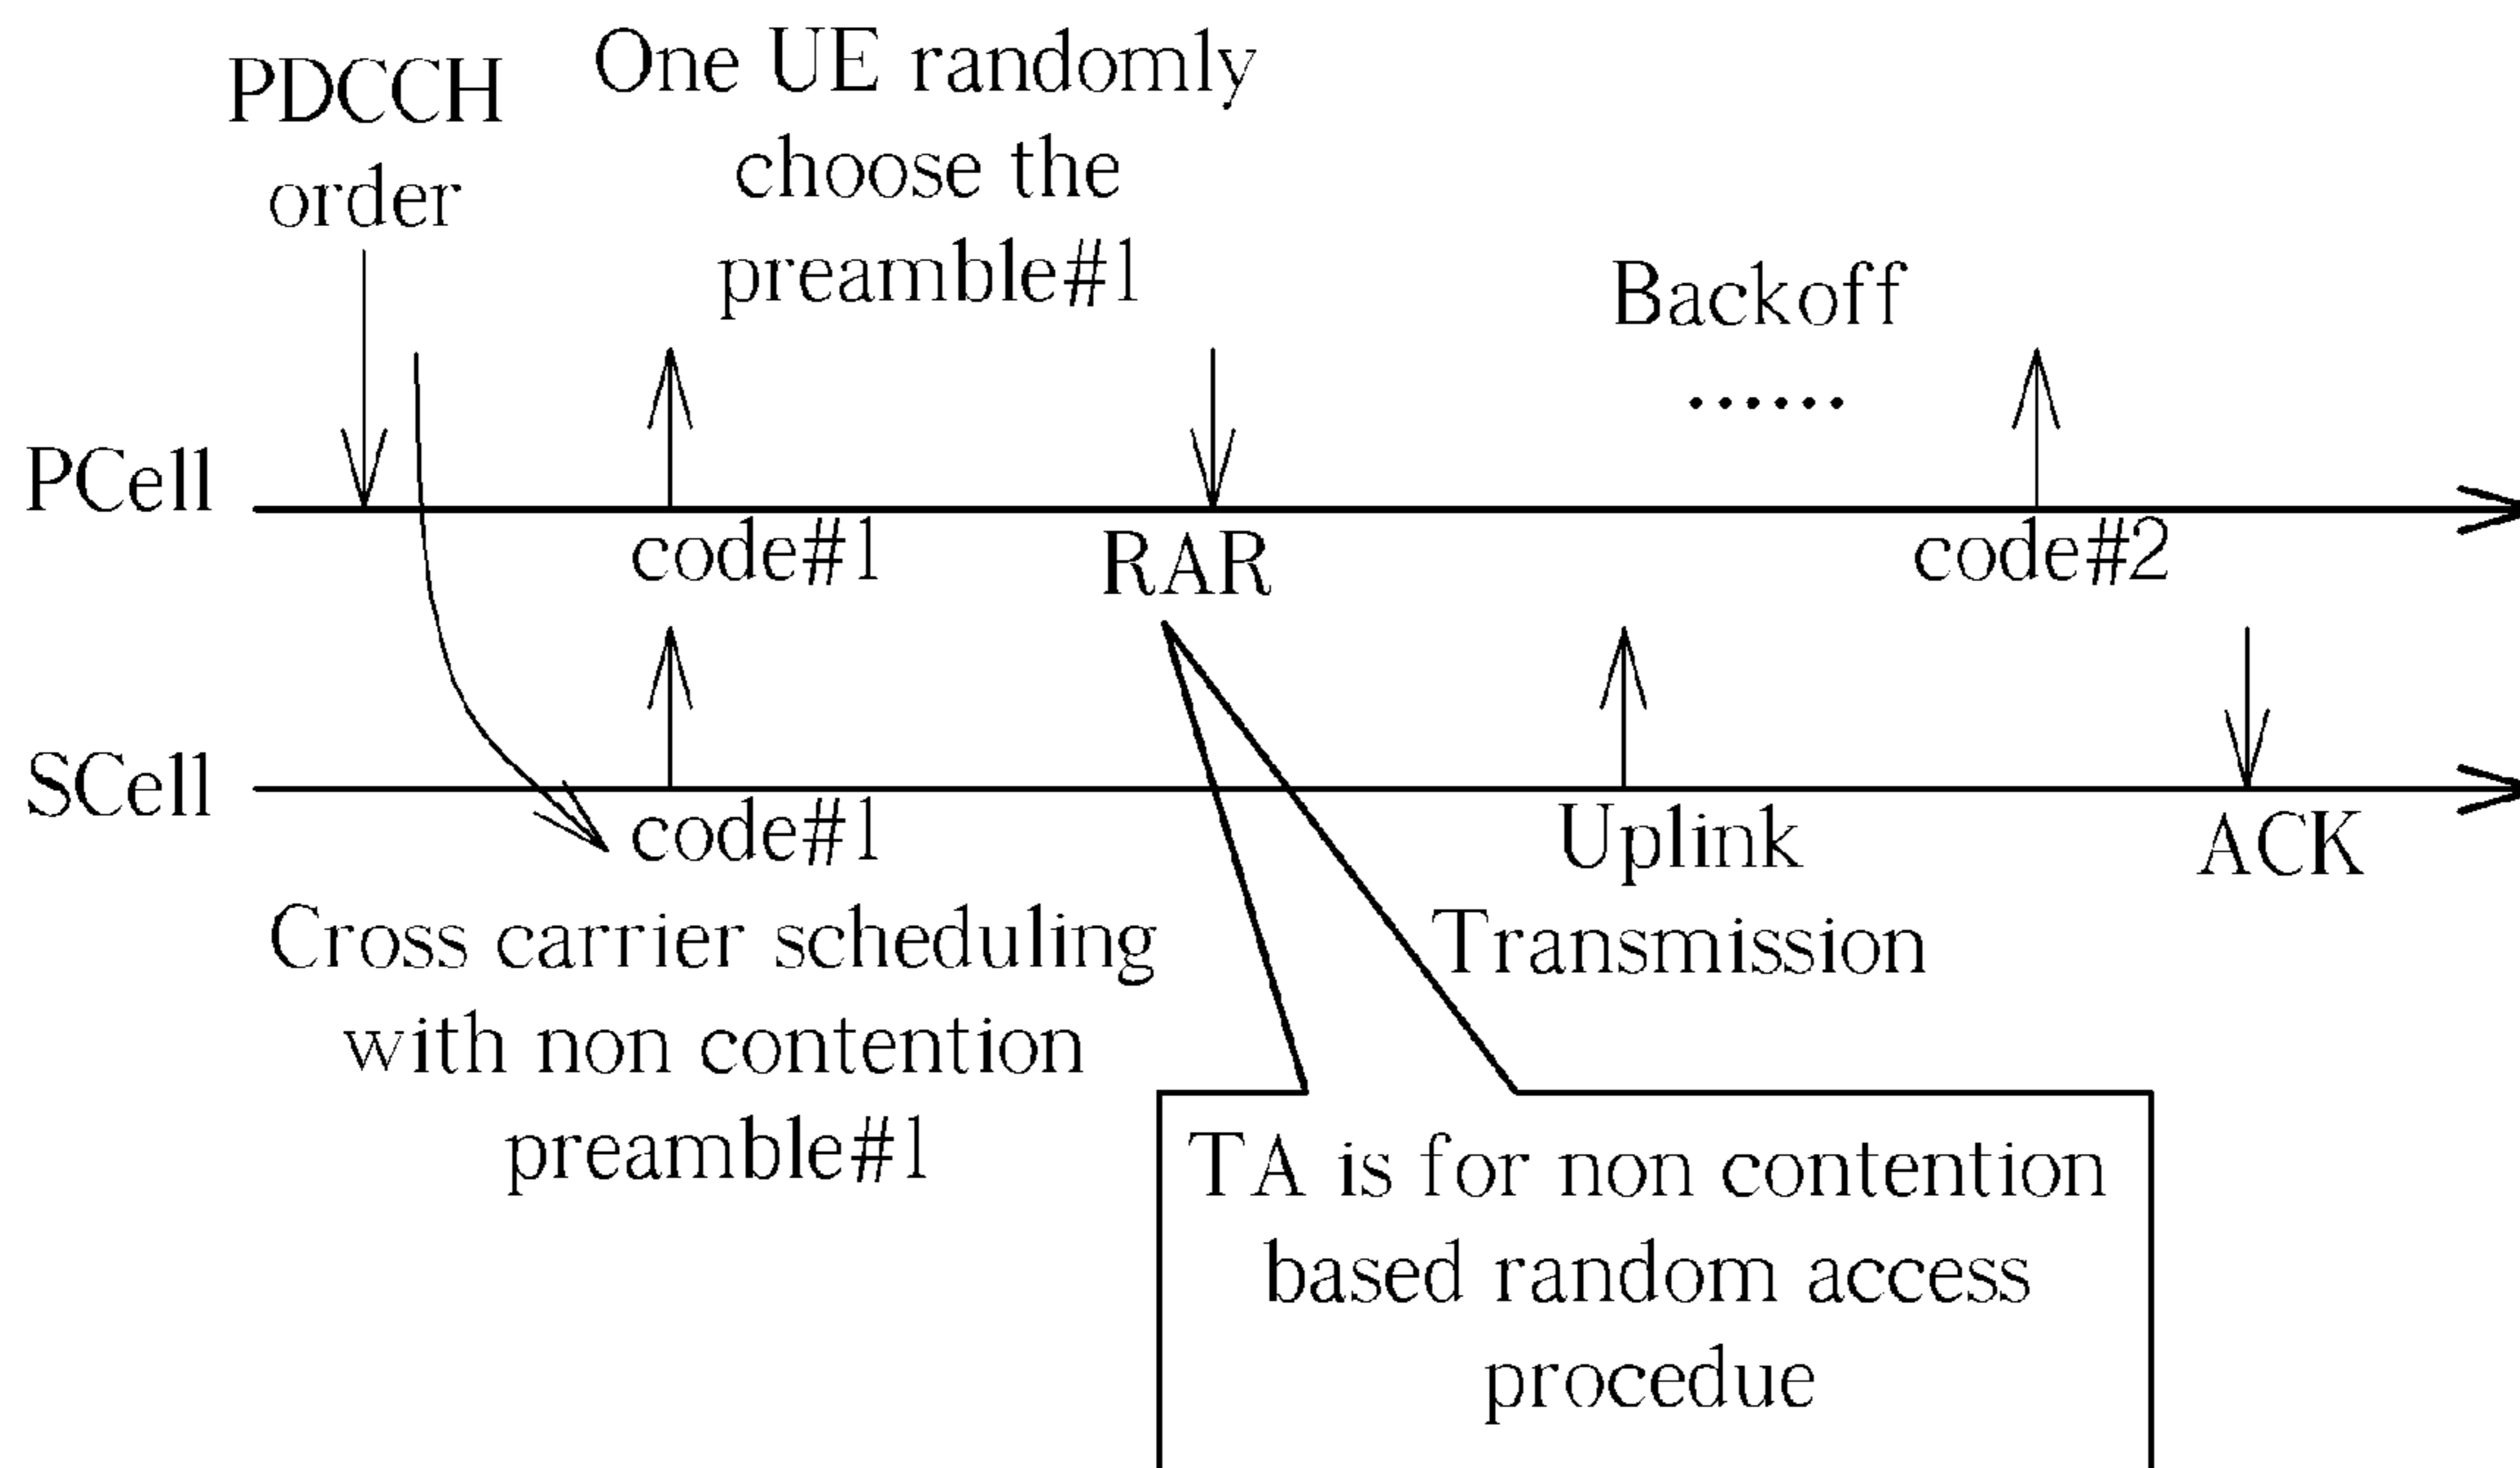 PDCCH
order
One UE randomly
choose the
preamble#1
Backoff
......
PCell
code#1
RAR
code#2
SCell
code#1
Uplink
Transmission
ACK
Cross carrier scheduling
with non contention
preamble#1
TA is for non contention
based random access
procedue